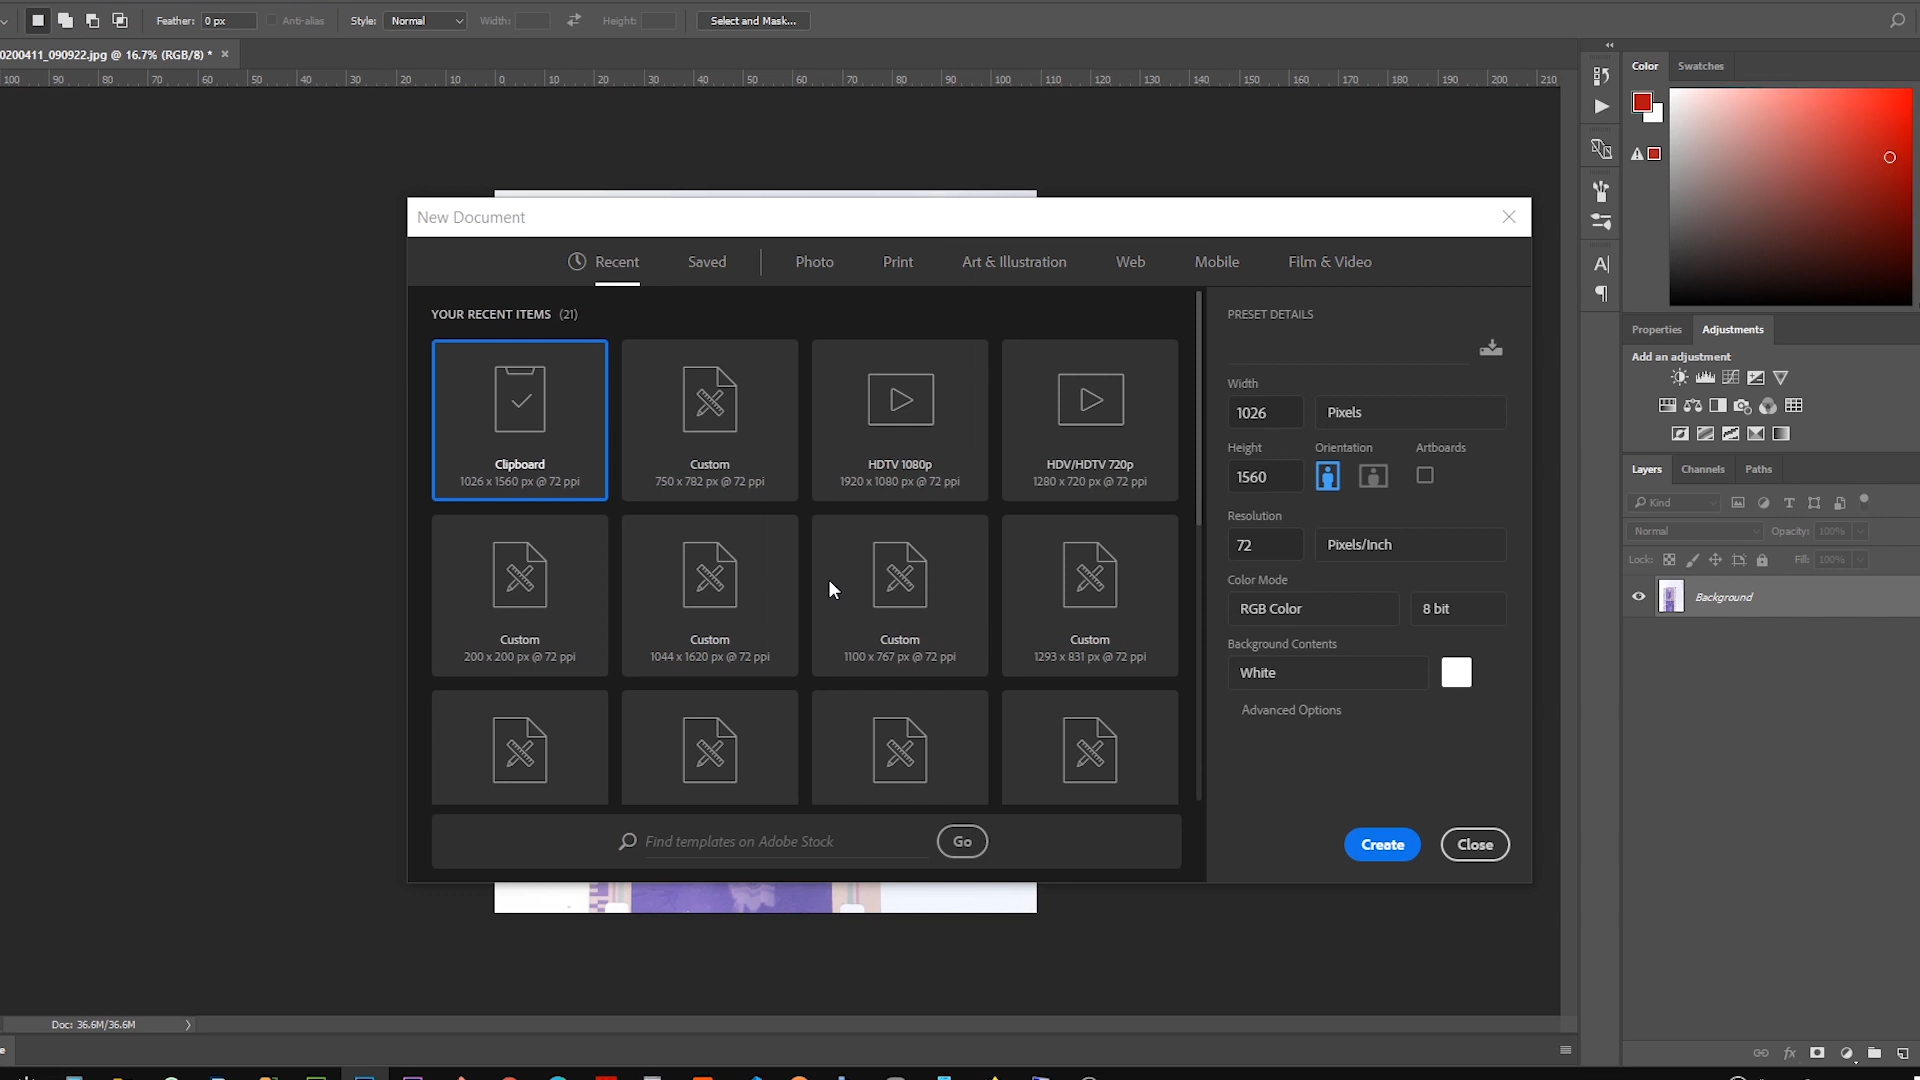 Feather: 0 px Anti-alias Style: Normal Width: Height: Select and Mask...
0200411_090922.jpg @ 16.7% (RGB/8) * ×
100 90 80 70 60 50 40 30 20 10 0 10 20 30 40 50 60 70 80 90 100 110 120 130 140 150 160 170 180 190 200 210
Color Swatches
New Document
Recent Saved Photo Print Art & Illustration Web Mobile Film & Video
YOUR RECENT ITEMS (21)
Clipboard
1026 x 1560 px @ 72 ppi
Custom
750 x 782 px @ 72 ppi
HDTV 1080p
1920 x 1080 px @ 72 ppi
HDV/HDTV 720p
1280 x 720 px @ 72 ppi
Custom
200 x 200 px @ 72 ppi
Custom
1044 x 1620 px @ 72 ppi
Custom
1100 x 767 px @ 72 ppi
Custom
1293 x 831 px @ 72 ppi
Find templates on Adobe Stock
Go
PRESET DETAILS
Width
1026 Pixels
Height Orientation Artboards
1560
Resolution
72 Pixels/Inch
Color Mode
RGB Color 8 bit
Background Contents
White
Advanced Options
Create Close
Properties Adjustments
Add an adjustment
Layers Channels Paths
Kind
Normal Opacity: 100%
Lock: Fill: 100%
Background
Doc: 36.6M/36.6M